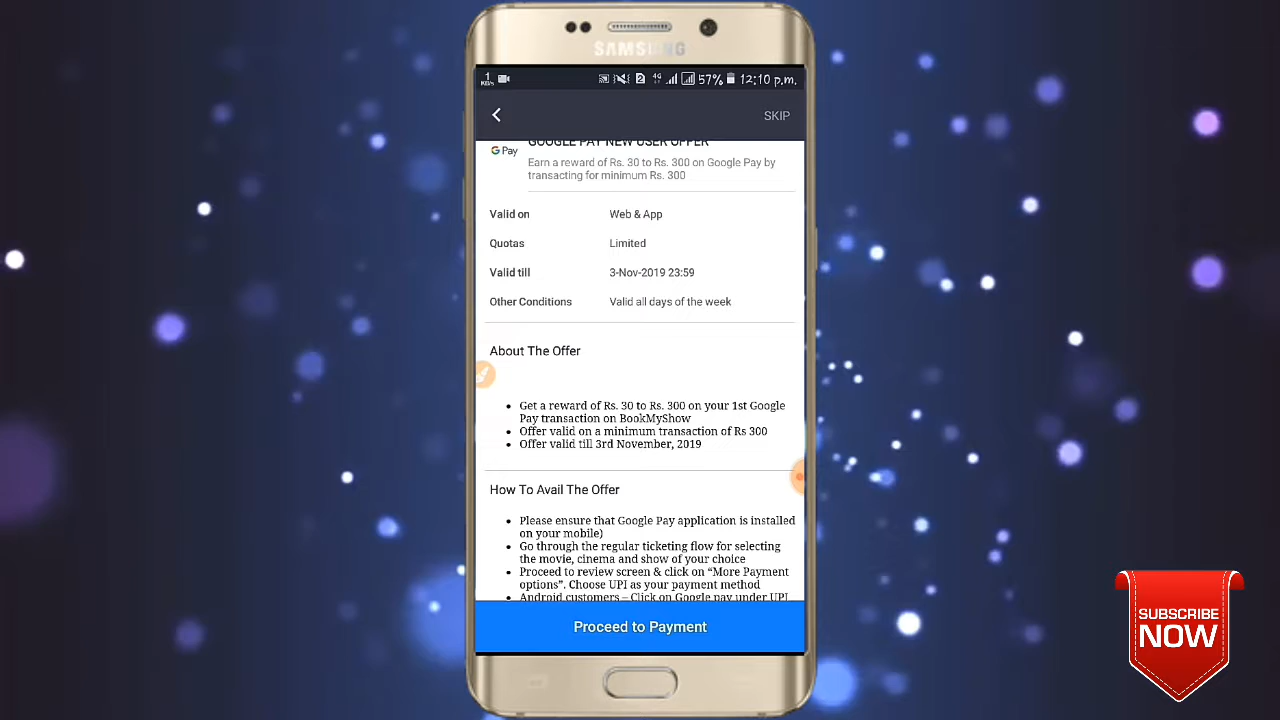 SAMSUNG
1
KB/s
4G
57%
12:10 p.m.
SKIP
GOOGLE PAY NEW USER OFFER
G Pay
Earn a reward of Rs. 30 to Rs. 300 on Google Pay by
transacting for minimum Rs. 300
Valid on Web & App
Quotas Limited
Valid till 3-Nov-2019 23:59
Other Conditions Valid all days of the week
About The Offer
• Get a reward of Rs. 30 to Rs. 300 on your 1st Google
Pay transaction on BookMyShow
• Offer valid on a minimum transaction of Rs 300
• Offer valid till 3rd November, 2019
How To Avail The Offer
• Please ensure that Google Pay application is installed
on your mobile)
• Go through the regular ticketing flow for selecting
the movie, cinema and show of your choice
• Proceed to review screen & click on “More Payment
options”. Choose UPI as your payment method
• Android customers – Click on Google pay under UPI
Proceed to Payment
SUBSCRIBE
NOW